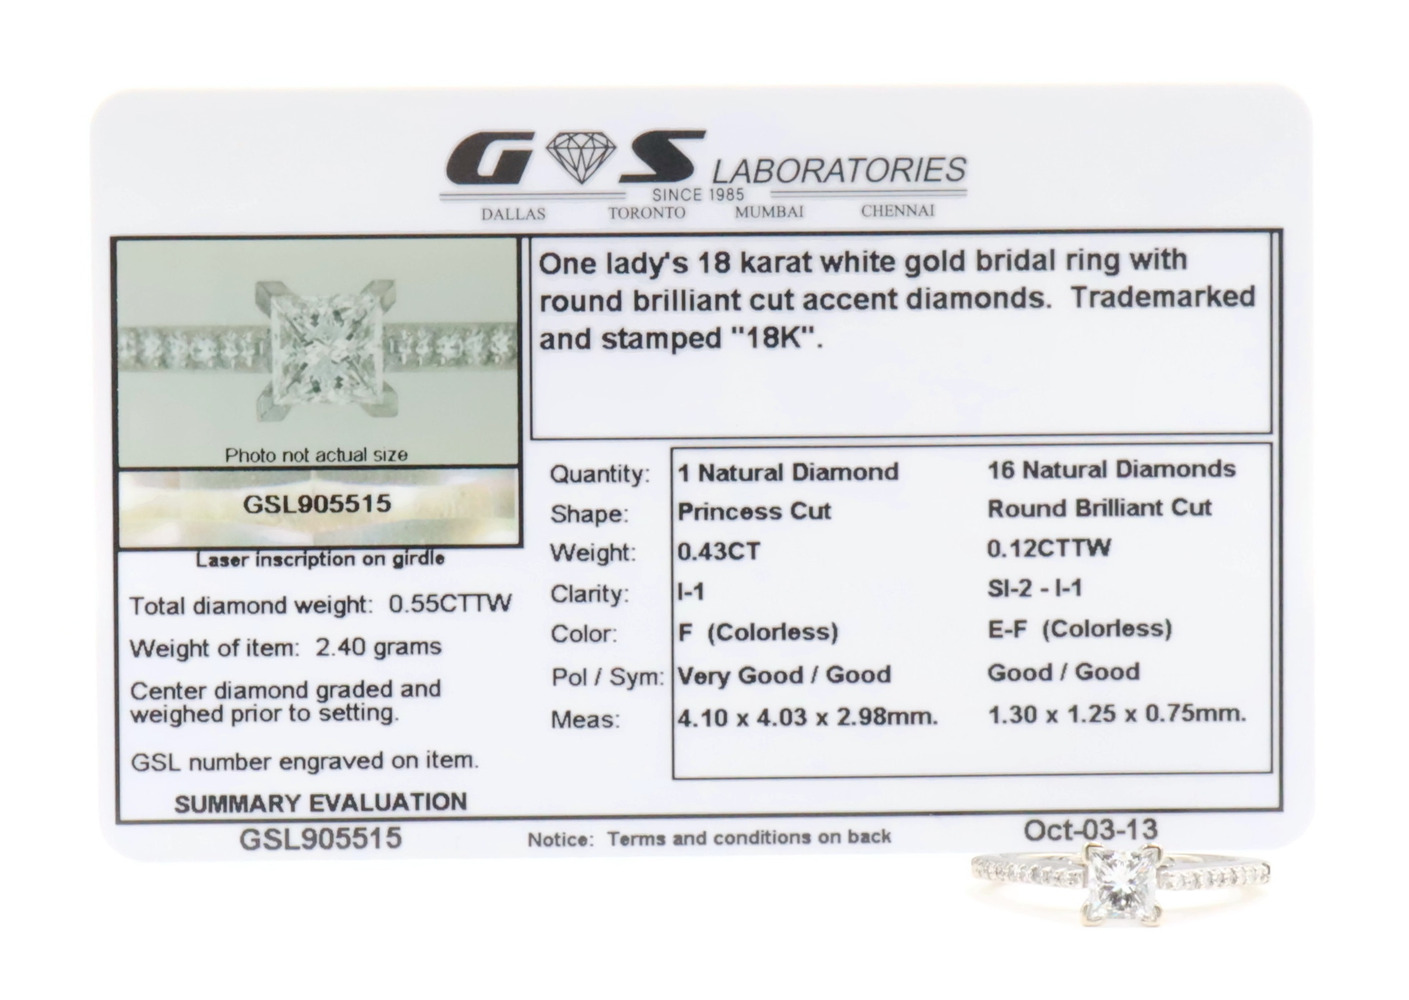 GS LABORATORIES
SINCE 1985
DALLAS TORONTO MUMBAI CHENNAI
One lady's 18 karat white gold bridal ring with
round brilliant cut accent diamonds. Trademarked
and stamped "18K".
Photo not actual size
GSL905515
Laser inscription on girdle
Total diamond weight: 0.55CTTW
Weight of item: 2.40 grams
Center diamond graded and
weighed prior to setting.
GSL number engraved on item.
SUMMARY EVALUATION
Quantity: 1 Natural Diamond 16 Natural Diamonds
Shape: Princess Cut Round Brilliant Cut
Weight: 0.43CT 0.12CTTW
Clarity: I-1 SI-2 - I-1
Color: F (Colorless) E-F (Colorless)
Pol / Sym: Very Good / Good Good / Good
Meas: 4.10 x 4.03 x 2.98mm. 1.30 x 1.25 x 0.75mm.
GSL905515 Notice: Terms and conditions on back Oct-03-13